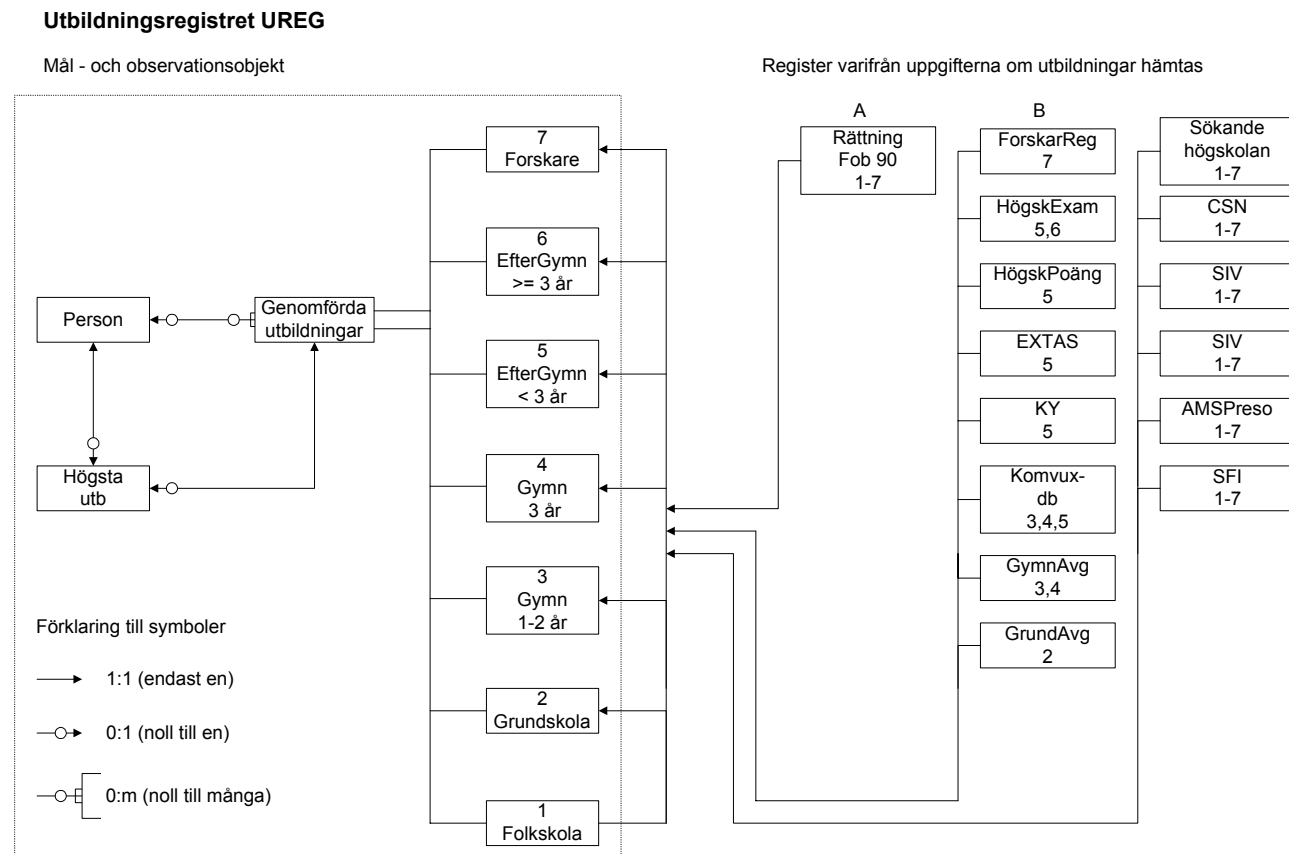 Utbildningsregistret UREG
Mål - och observationsobjekt
Register varifrån uppgifterna om utbildningar hämtas
Person
Högsta
utb
Genomförda
utbildningar
7
Forskare
6
EfterGymn
>= 3 år
5
EfterGymn
< 3 år
4
Gymn
3 år
3
Gymn
1-2 år
2
Grundskola
1
Folkskola
Förklaring till symboler
1:1 (endast en)
0:1 (noll till en)
0:m (noll till många)
A
Rättning
Fob 90
1-7
B
ForskarReg
7
HögskExam
5,6
HögskPoäng
5
EXTAS
5
KY
5
Komvux-
db
3,4,5
GymnAvg
3,4
GrundAvg
2
Sökande
högskolan
1-7
CSN
1-7
SIV
1-7
SIV
1-7
AMSPreso
1-7
SFI
1-7